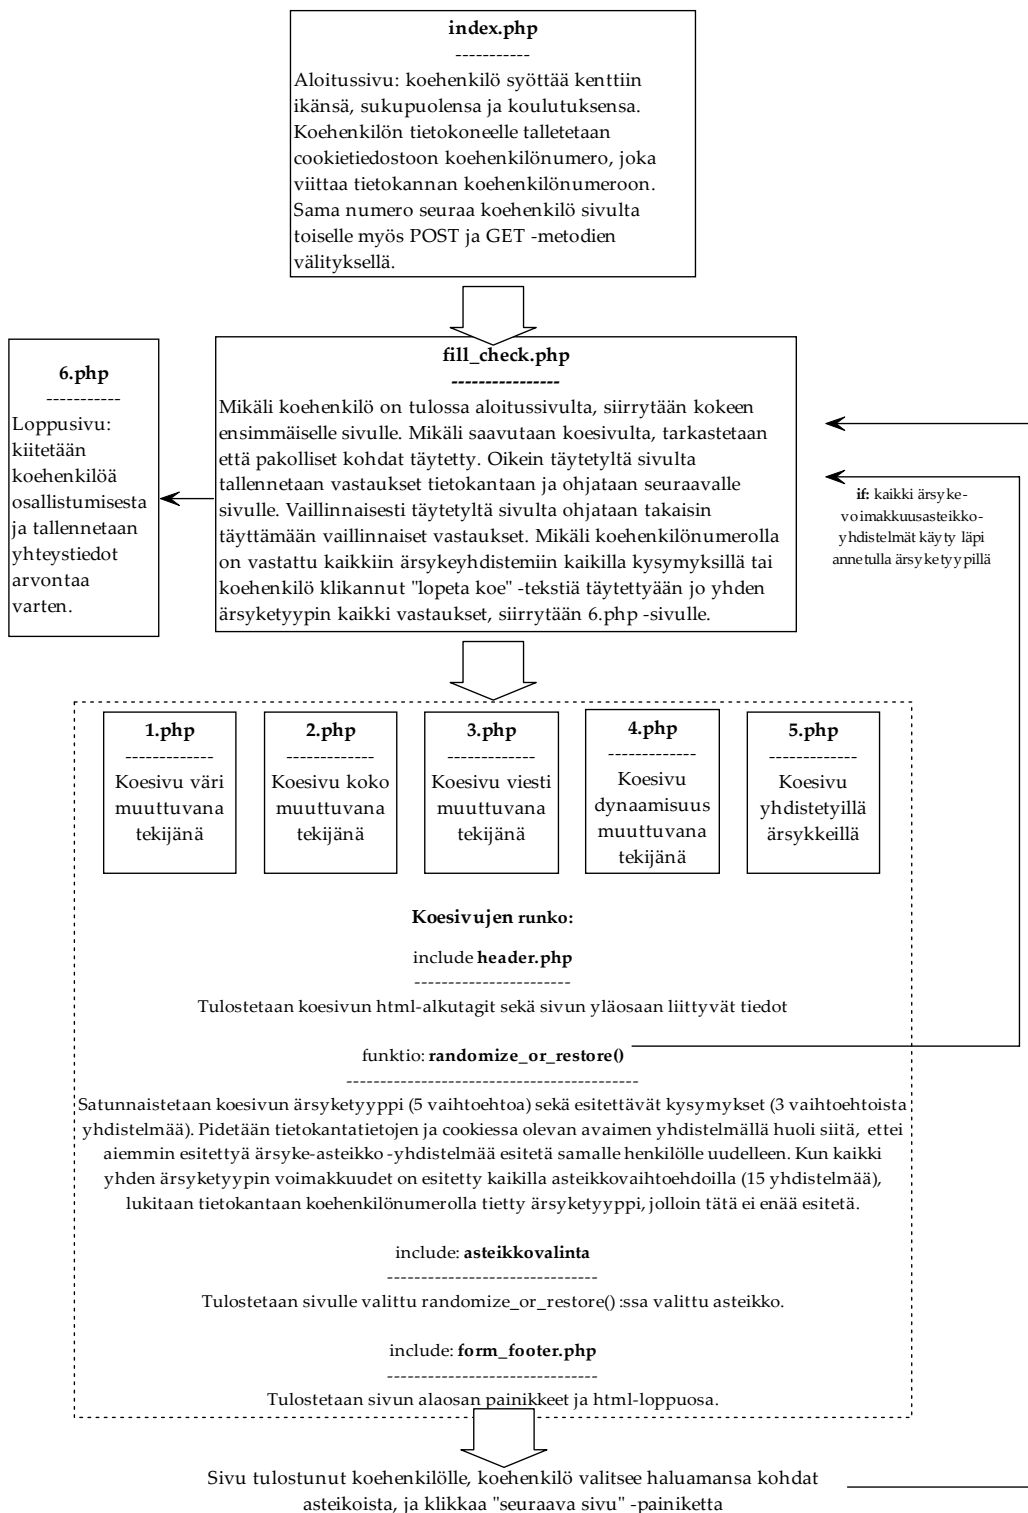 index.php
-----------
Aloitussivu: koehenkilö syöttää kenttiin
ikänsä, sukupuolensa ja koulutuksensa.
Koehenkilön tietokoneelle talletetaan
cookietiedostoon koehenkilönumero, joka
viittaa tietokannan koehenkilönumeroon.
Sama numero seuraa koehenkilö sivulta
toiselle myös POST ja GET -metodien
välityksellä.
fill_check.php
----------------
Mikäli koehenkilö on tulossa aloitussivulta, siirrytään kokeen
ensimmäiselle sivulle. Mikäli saavutaan koesivulta, tarkastetaan
että pakolliset kohdat täytetty. Oikein täytetyltä sivulta
tallennetaan vastaukset tietokantaan ja ohjataan seuraavalle
sivulle. Vaillinnaisesti täytetyltä sivulta ohjataan takaisin
täyttämään vaillinnaiset vastaukset. Mikäli koehenkilönumerolla
on vastattu kaikkiin ärsykeyhdistemiin kaikilla kysymyksillä tai
koehenkilö klikannut "lopeta koe" -tekstiä täytettyään jo yhden
ärsyketyypin kaikki vastaukset, siirrytään 6.php -sivulle.
6.php
-----------
Loppusivu:
kiitetään
koehenkilöä
osallistumisesta
ja tallennetaan
yhteystiedot
arvontaa
varten.
if: kaikki ärsyke-
voimakkuusasteikko-
yhdistelmät käyty läpi
annetulla ärsyketyypillä
1.php
-------------
Koesivu väri
muuttuvana
tekijänä
2.php
-------------
Koesivu koko
muuttuvana
tekijänä
3.php
-------------
Koesivu viesti
muuttuvana
tekijänä
4.php
-------------
Koesivu
dynaamisuus
muuttuvana
tekijänä
5.php
-------------
Koesivu
yhdistetyillä
ärsykkeillä
Koesivujen runko:
include header.php
-----------------------
Tulostetaan koesivun html-alkutagit sekä sivun yläosaan liittyvät tiedot
funktio: randomize_or_restore()
-------------------------------------------
Satunnaistetaan koesivun ärsyketyyppi (5 vaihtoehtoa) sekä esitettävät kysymykset (3 vaihtoehtoista
yhdistelmää). Pidetään tietokantatietojen ja cookiessa olevan avaimen yhdistelmällä huoli siitä, ettei
aiemmin esitettyä ärsyke-asteikko -yhdistelmää esitetä samalle henkilölle uudelleen. Kun kaikki
yhden ärsyketyypin voimakkuudet on esitetty kaikilla asteikkovaihtoehdoilla (15 yhdistelmää),
lukitaan tietokantaan koehenkilönumerolla tietty ärsyketyyppi, jolloin tätä ei enää esitetä.
include: asteikkovalinta
-------------------------------
Tulostetaan sivulle valittu randomize_or_restore() :ssa valittu asteikko.
include: form_footer.php
-------------------------------
Tulostetaan sivun alaosan painikkeet ja html-loppuosa.
Sivu tulostunut koehenkilölle, koehenkilö valitsee haluamansa kohdat
asteikoista, ja klikkaa "seuraava sivu" -painiketta